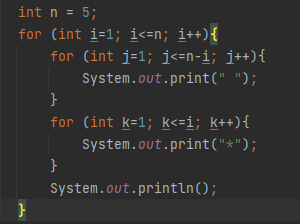 int n = 5;
for (int i=1; i<=n; i++){
    for (int j=1; j<=n-i; j++){
        System.out.print(" ");
    }
    for (int k=1; k<=i; k++){
        System.out.print("*");
    }
    System.out.println();
}